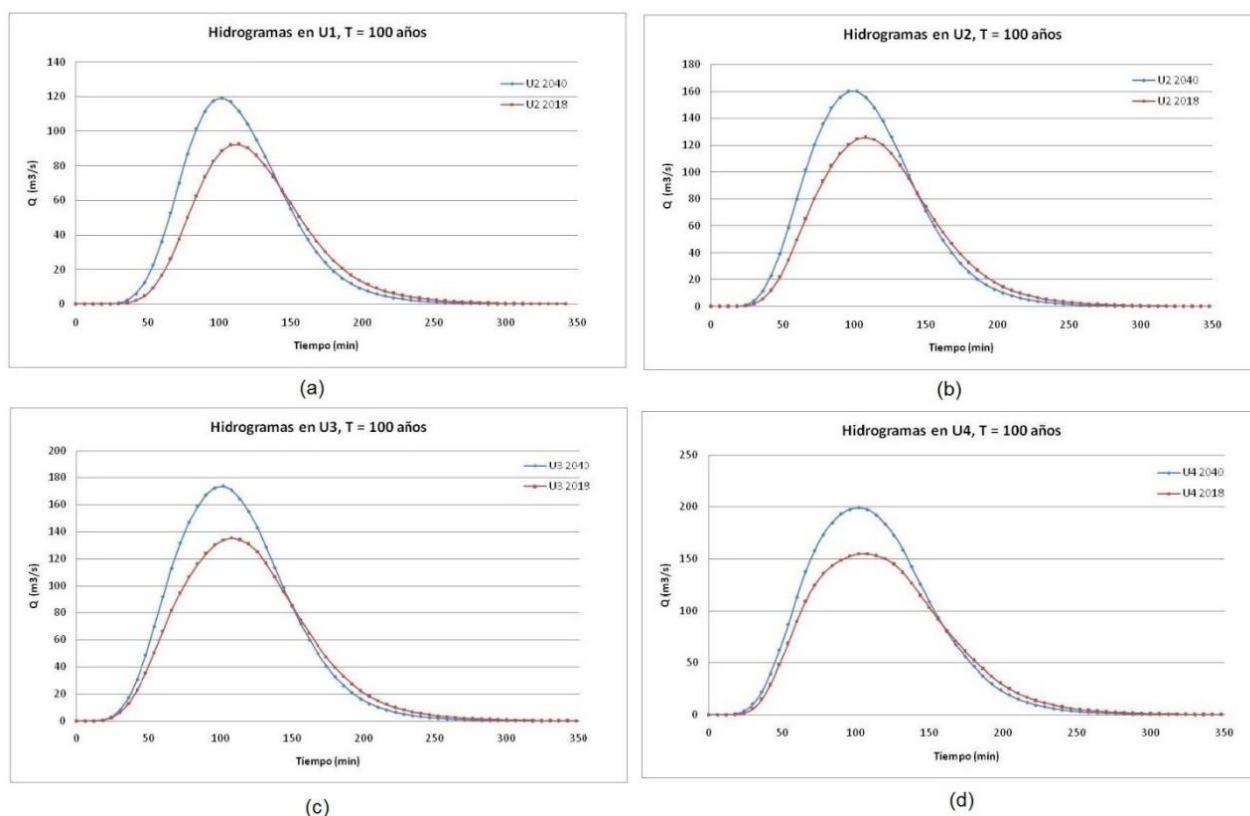 Hidrogramas en U1, T = 100 años
140
120
100
80
60
40
20
0
Q (m3/s)
0 50 100 150 200 250 300 350
Tiempo (min)
U2 2040
U2 2018
(a)
Hidrogramas en U2, T = 100 años
180
160
140
120
100
80
60
40
20
0
Q (m3/s)
0 50 100 150 200 250 300 350
Tiempo (min)
U2 2040
U2 2018
(b)
Hidrogramas en U3, T = 100 años
200
180
160
140
120
100
80
60
40
20
0
Q (m3/s)
0 50 100 150 200 250 300 350
Tiempo (min)
U3 2040
U3 2018
(c)
Hidrogramas en U4, T = 100 años
250
200
150
100
50
0
Q (m3/s)
0 50 100 150 200 250 300 350
Tiempo (min)
U4 2040
U4 2018
(d)